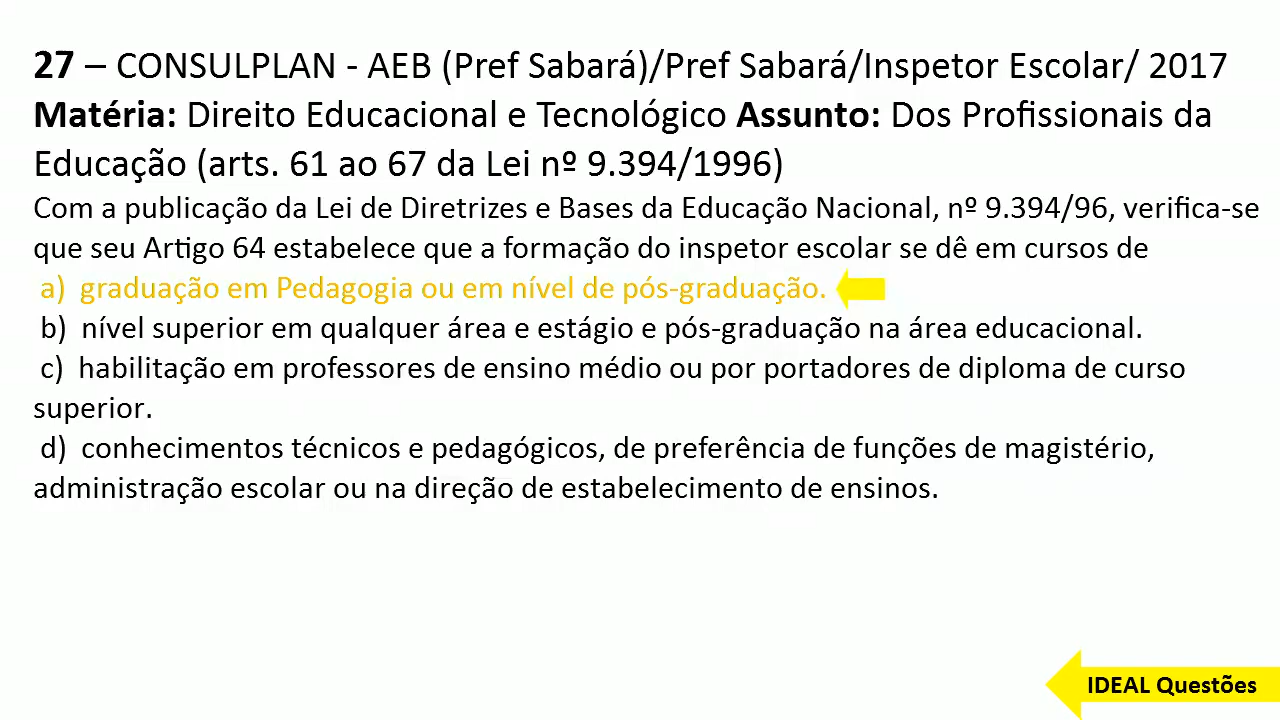 27 – CONSULPLAN - AEB (Pref Sabará)/Pref Sabará/Inspetor Escolar/ 2017
Matéria: Direito Educacional e Tecnológico Assunto: Dos Profissionais da
Educação (arts. 61 ao 67 da Lei nº 9.394/1996)
Com a publicação da Lei de Diretrizes e Bases da Educação Nacional, nº 9.394/96, verifica-se
que seu Artigo 64 estabelece que a formação do inspetor escolar se dê em cursos de
a) graduação em Pedagogia ou em nível de pós-graduação.
b) nível superior em qualquer área e estágio e pós-graduação na área educacional.
c) habilitação em professores de ensino médio ou por portadores de diploma de curso
superior.
d) conhecimentos técnicos e pedagógicos, de preferência de funções de magistério,
administração escolar ou na direção de estabelecimento de ensinos.
IDEAL Questões